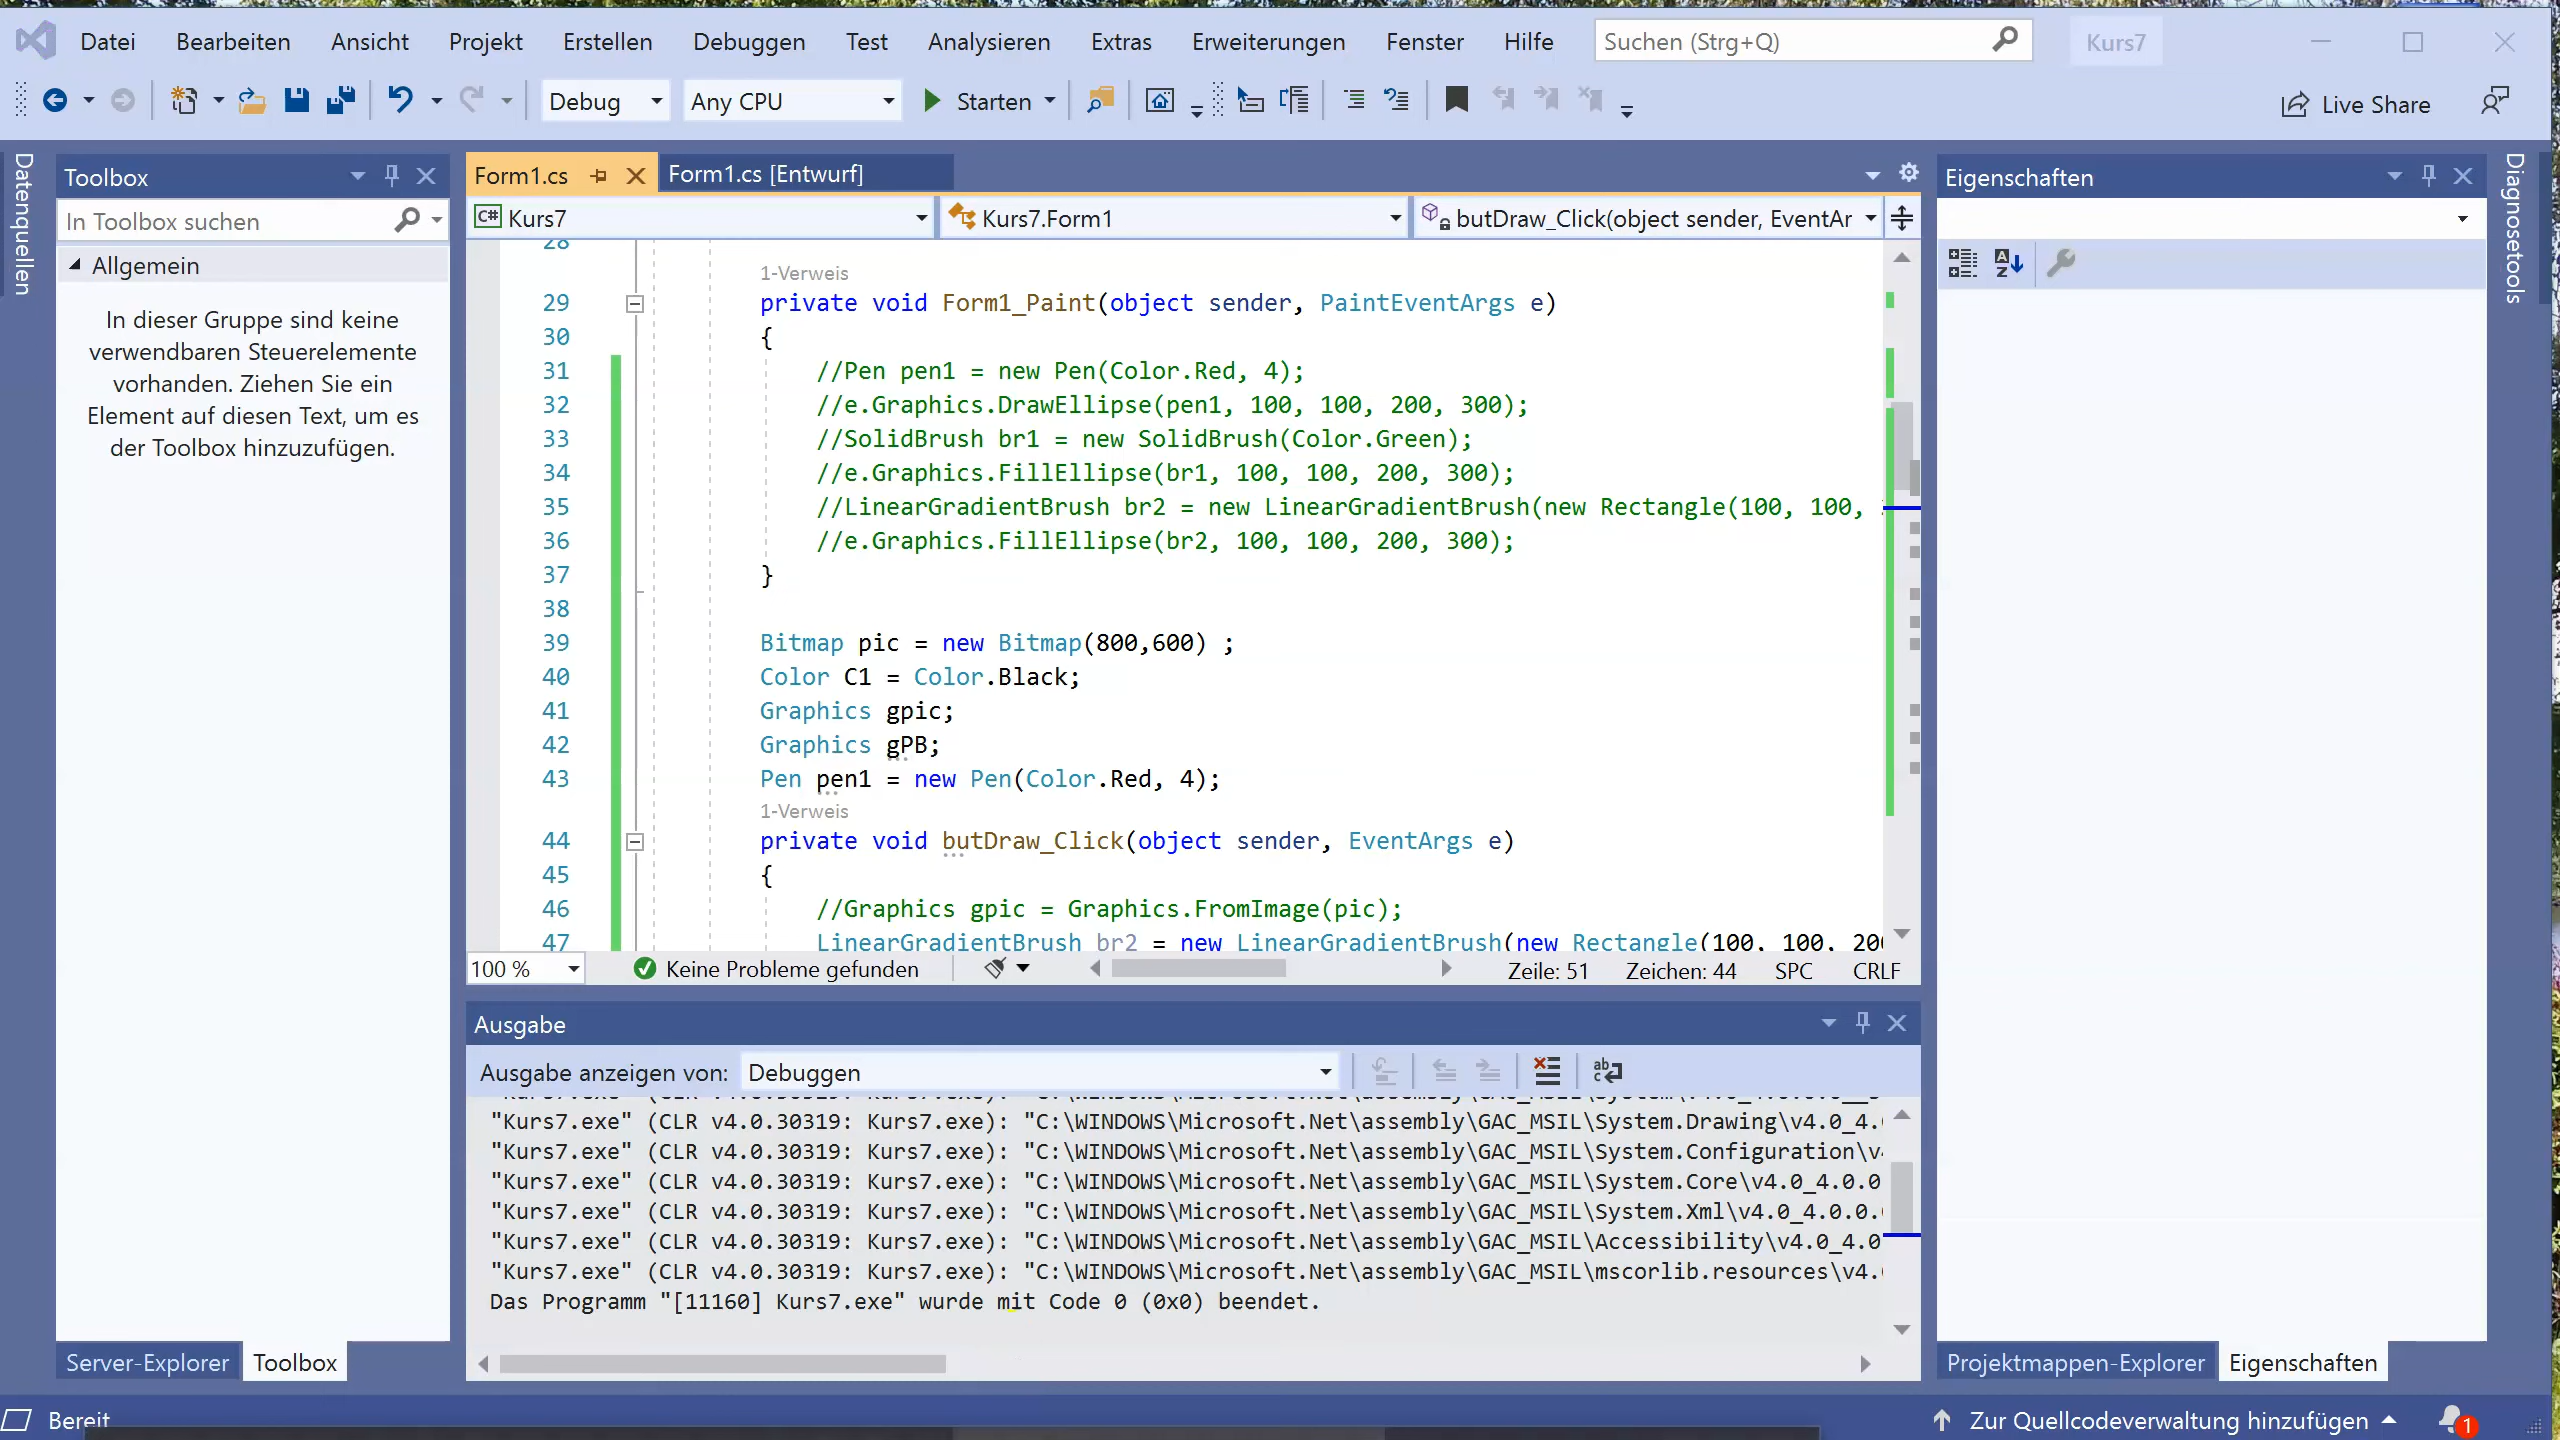 Datei Bearbeiten Ansicht Projekt Erstellen Debuggen Test Analysieren Extras Erweiterungen Fenster Hilfe Suchen (Strg+Q) Kurs7
Debug Any CPU Starten Live Share
Datenquellen
Toolbox
In Toolbox suchen
Allgemein
In dieser Gruppe sind keine
verwendbaren Steuerelemente
vorhanden. Ziehen Sie ein
Element auf diesen Text, um es
der Toolbox hinzuzufügen.
Server-Explorer Toolbox
Form1.cs Form1.cs [Entwurf]
C# Kurs7 Kurs7.Form1 butDraw_Click(object sender, EventAr
28
1-Verweis
29 private void Form1_Paint(object sender, PaintEventArgs e)
30 {
31 //Pen pen1 = new Pen(Color.Red, 4);
32 //e.Graphics.DrawEllipse(pen1, 100, 100, 200, 300);
33 //SolidBrush br1 = new SolidBrush(Color.Green);
34 //e.Graphics.FillEllipse(br1, 100, 100, 200, 300);
35 //LinearGradientBrush br2 = new LinearGradientBrush(new Rectangle(100, 100,
36 //e.Graphics.FillEllipse(br2, 100, 100, 200, 300);
37 }
38
39 Bitmap pic = new Bitmap(800,600) ;
40 Color C1 = Color.Black;
41 Graphics gpic;
42 Graphics gPB;
43 Pen pen1 = new Pen(Color.Red, 4);
1-Verweis
44 private void butDraw_Click(object sender, EventArgs e)
45 {
46 //Graphics gpic = Graphics.FromImage(pic);
47 LinearGradientBrush br2 = new LinearGradientBrush(new Rectangle(100, 100, 200
100 % Keine Probleme gefunden Zeile: 51 Zeichen: 44 SPC CRLF
Ausgabe
Ausgabe anzeigen von: Debuggen
"Kurs7.exe" (CLR v4.0.30319: Kurs7.exe): "C:\WINDOWS\Microsoft.Net\assembly\GAC_MSIL\System.Drawing\v4.0_4.
"Kurs7.exe" (CLR v4.0.30319: Kurs7.exe): "C:\WINDOWS\Microsoft.Net\assembly\GAC_MSIL\System.Configuration\v
"Kurs7.exe" (CLR v4.0.30319: Kurs7.exe): "C:\WINDOWS\Microsoft.Net\assembly\GAC_MSIL\System.Core\v4.0_4.0.0
"Kurs7.exe" (CLR v4.0.30319: Kurs7.exe): "C:\WINDOWS\Microsoft.Net\assembly\GAC_MSIL\System.Xml\v4.0_4.0.0.
"Kurs7.exe" (CLR v4.0.30319: Kurs7.exe): "C:\WINDOWS\Microsoft.Net\assembly\GAC_MSIL\Accessibility\v4.0_4.0
"Kurs7.exe" (CLR v4.0.30319: Kurs7.exe): "C:\WINDOWS\Microsoft.Net\assembly\GAC_MSIL\mscorlib.resources\v4.
Das Programm "[11160] Kurs7.exe" wurde mit Code 0 (0x0) beendet.
Eigenschaften
Projektmappen-Explorer Eigenschaften
Diagnosetools
Bereit Zur Quellcodeverwaltung hinzufügen 1